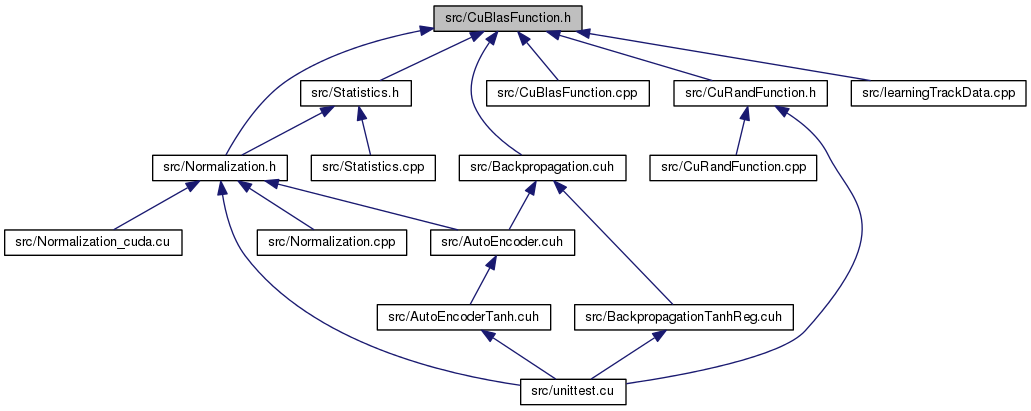 src/CuBlasFunction.h
src/Statistics.h
src/CuBlasFunction.cpp
src/CuRandFunction.h
src/learningTrackData.cpp
src/Normalization.h
src/Statistics.cpp
src/Backpropagation.cuh
src/CuRandFunction.cpp
src/Normalization_cuda.cu
src/Normalization.cpp
src/AutoEncoder.cuh
src/AutoEncoderTanh.cuh
src/BackpropagationTanhReg.cuh
src/unittest.cu